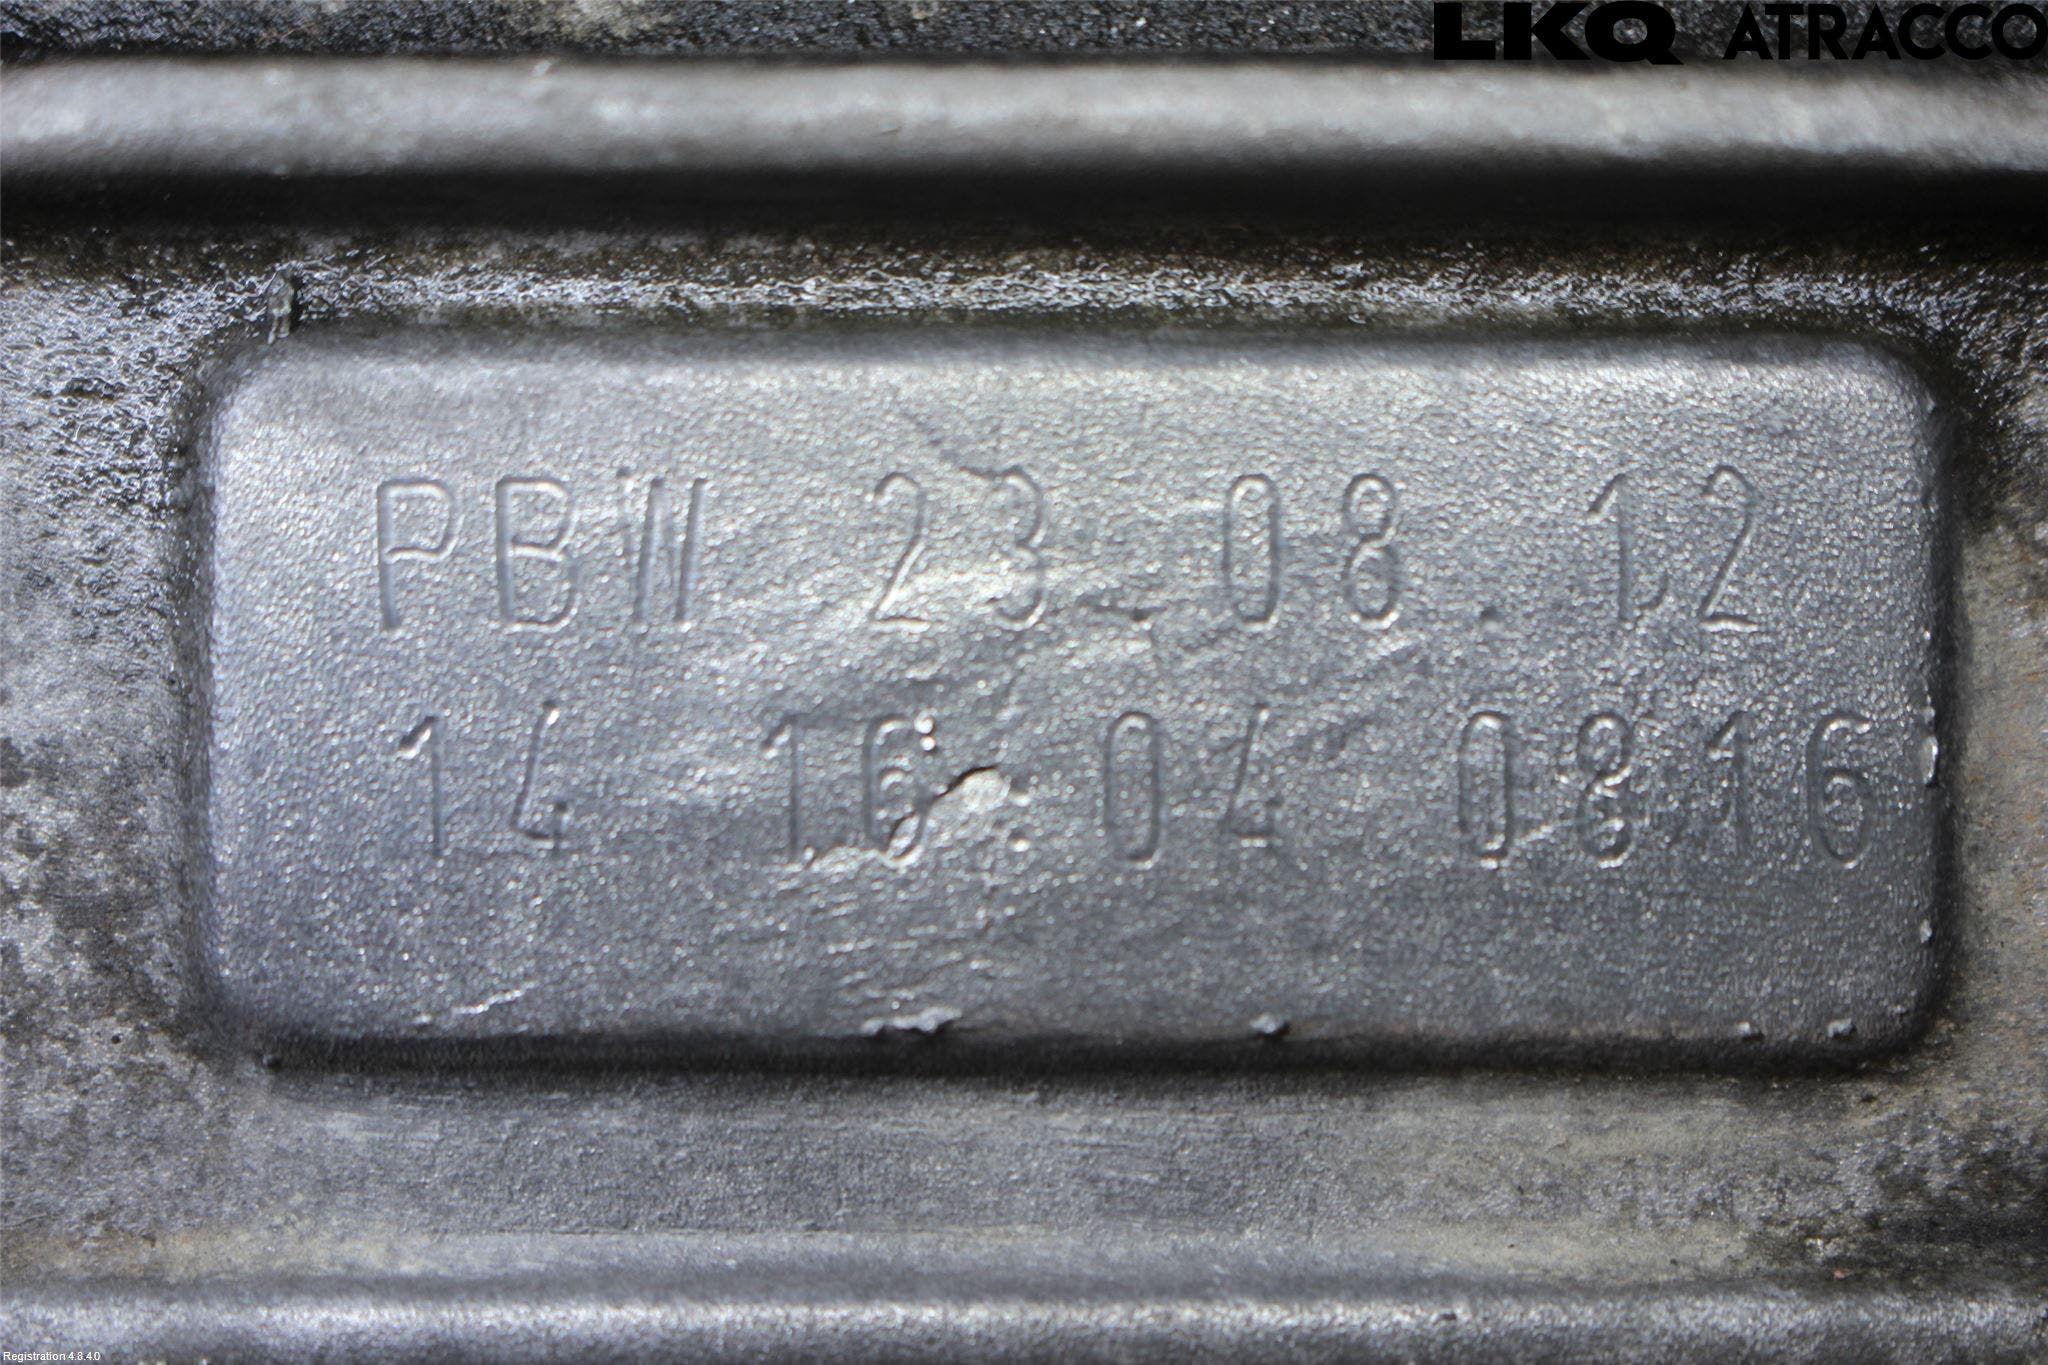 LKQ ATRACCO
PBW 23.08.12
14 16:04 0816
Registration 4.8.4.0